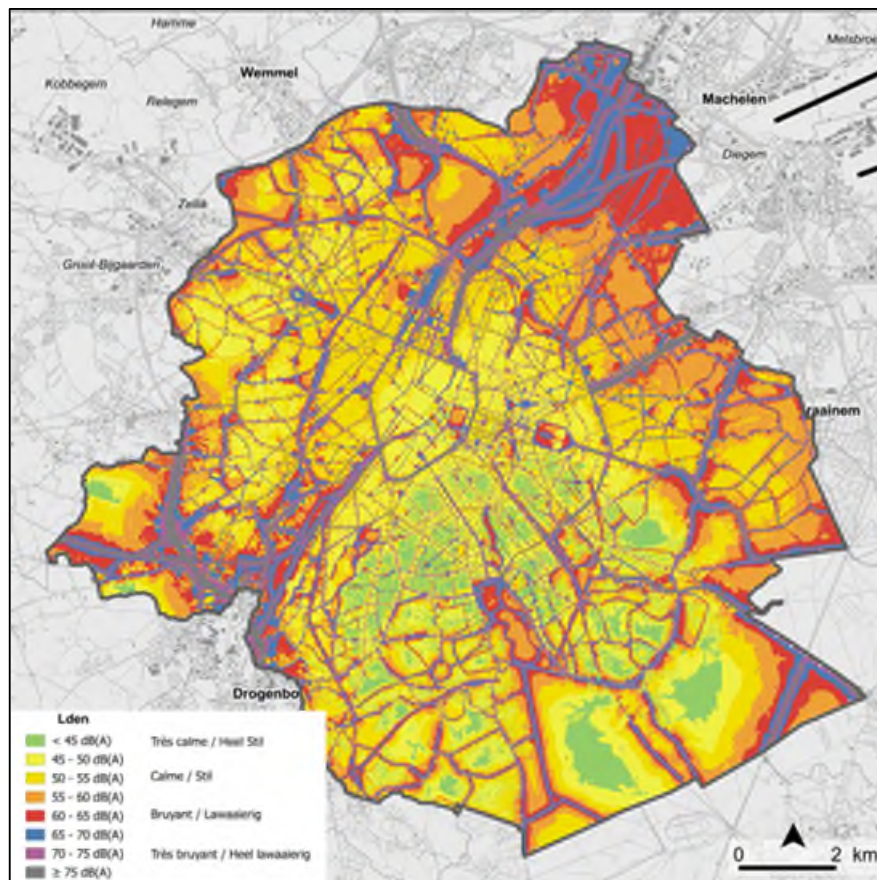 Hamme
Melsbroe
Wemmel
Kobbegem
Relegem
Machelen
Diegem
Zellik
Groot-Bijgaarden
raainem
Drogenbo
Lden
< 45 dB(A) Très calme / Heel Stil
45 - 50 dB(A)
50 - 55 dB(A) Calme / Stil
55 - 60 dB(A)
60 - 65 dB(A) Bruyant / Lawaaierig
65 - 70 dB(A)
70 - 75 dB(A) Très bruyant / Heel lawaaierig
≥ 75 dB(A)
0 2 km